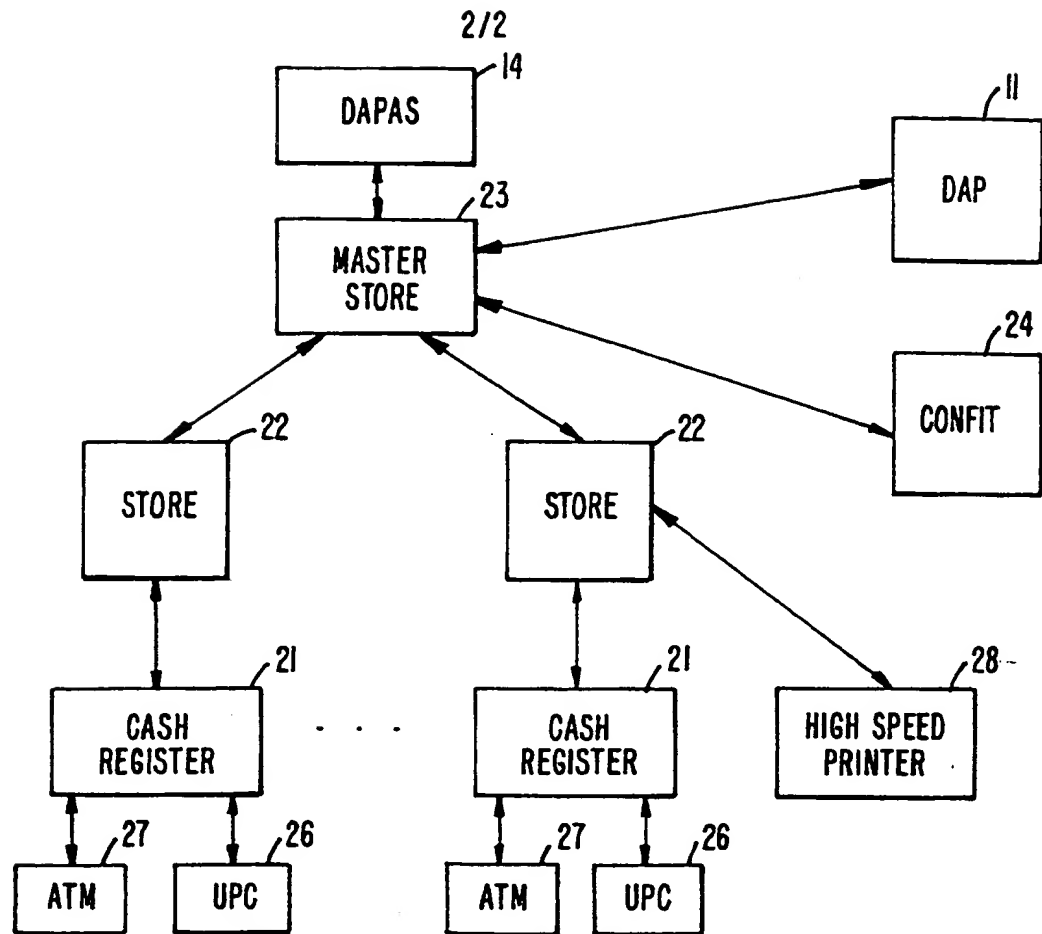 2/2
14
DAPAS
11
DAP
23
MASTER
STORE
24
CONFIT
22
STORE
22
STORE
21
CASH
REGISTER
. . .
21
CASH
REGISTER
28
HIGH SPEED
PRINTER
27
ATM
26
UPC
27
ATM
26
UPC